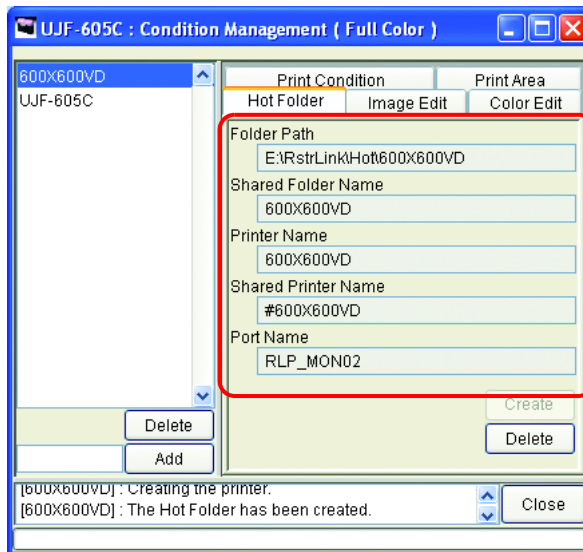 UJF-605C : Condition Management ( Full Color )
600X600VD
UJF-605C
Print Condition
Print Area
Hot Folder
Image Edit
Color Edit
Folder Path
E:\RstrLink\Hot\600X600VD
Shared Folder Name
600X600VD
Printer Name
600X600VD
Shared Printer Name
#600X600VD
Port Name
RLP_MON02
Create
Delete
Delete
Add
[600X600VD] : Creating the printer.
[600X600VD] : The Hot Folder has been created.
Close